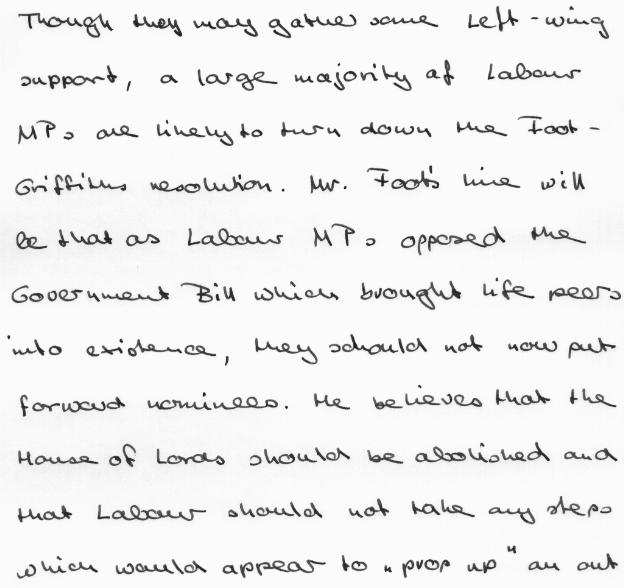 Though they may gather some Left-wing
support, a large majority of Labour
MPs are likely to turn down the Foot-
Griffiths resolution. Mr. Foot's line will
be that as Labour MPs opposed the
Government Bill which brought life peers
into existence, they should not now put
forward nominees. He believes that the
House of Lords should be abolished and
that Labour should not take any steps
which would appear to "prop up" an out